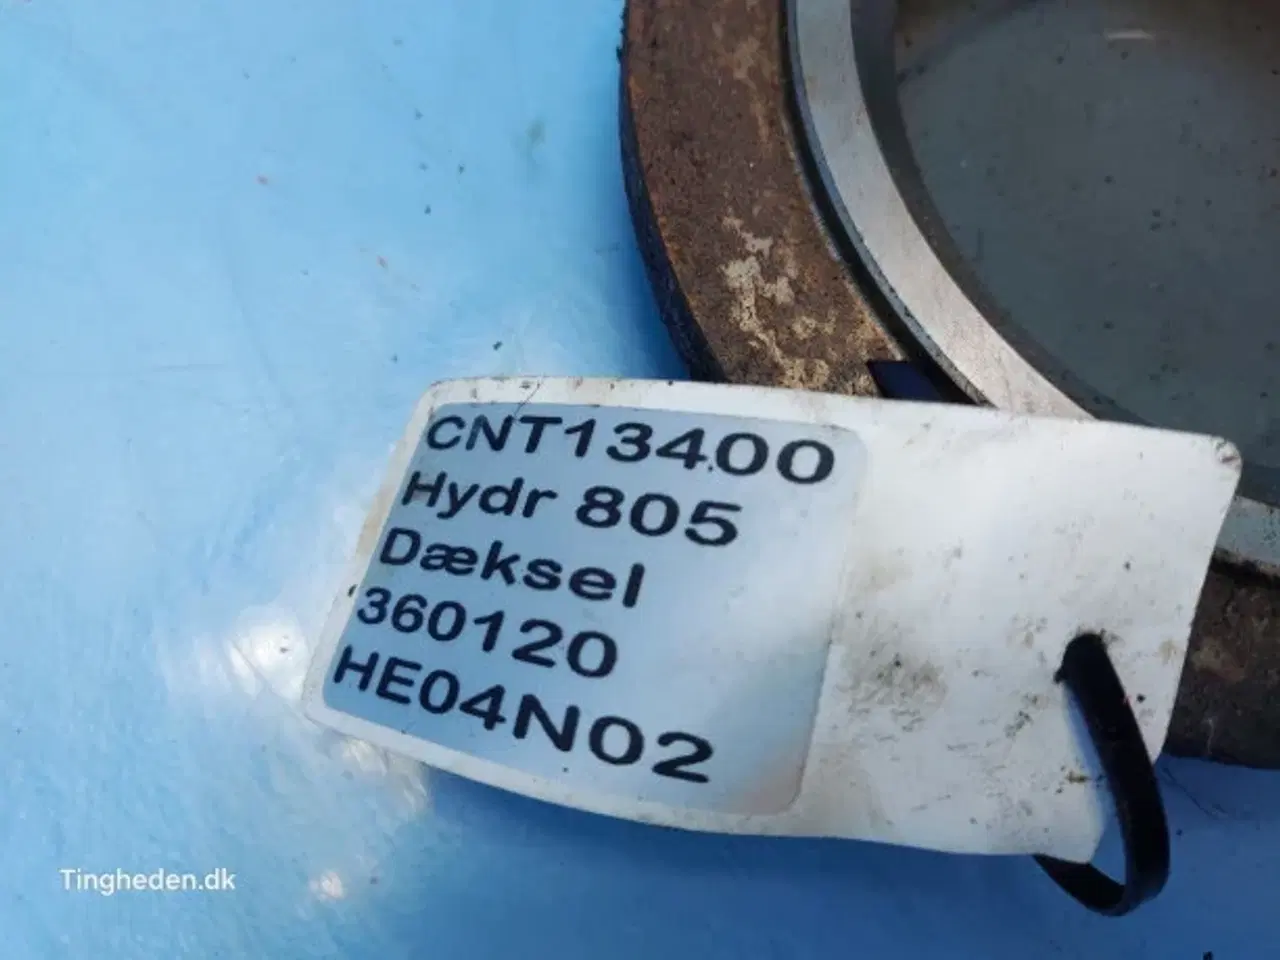 CNT13400
Hydr 805
Dæksel
360120
HE04N02
Tingheden.dk